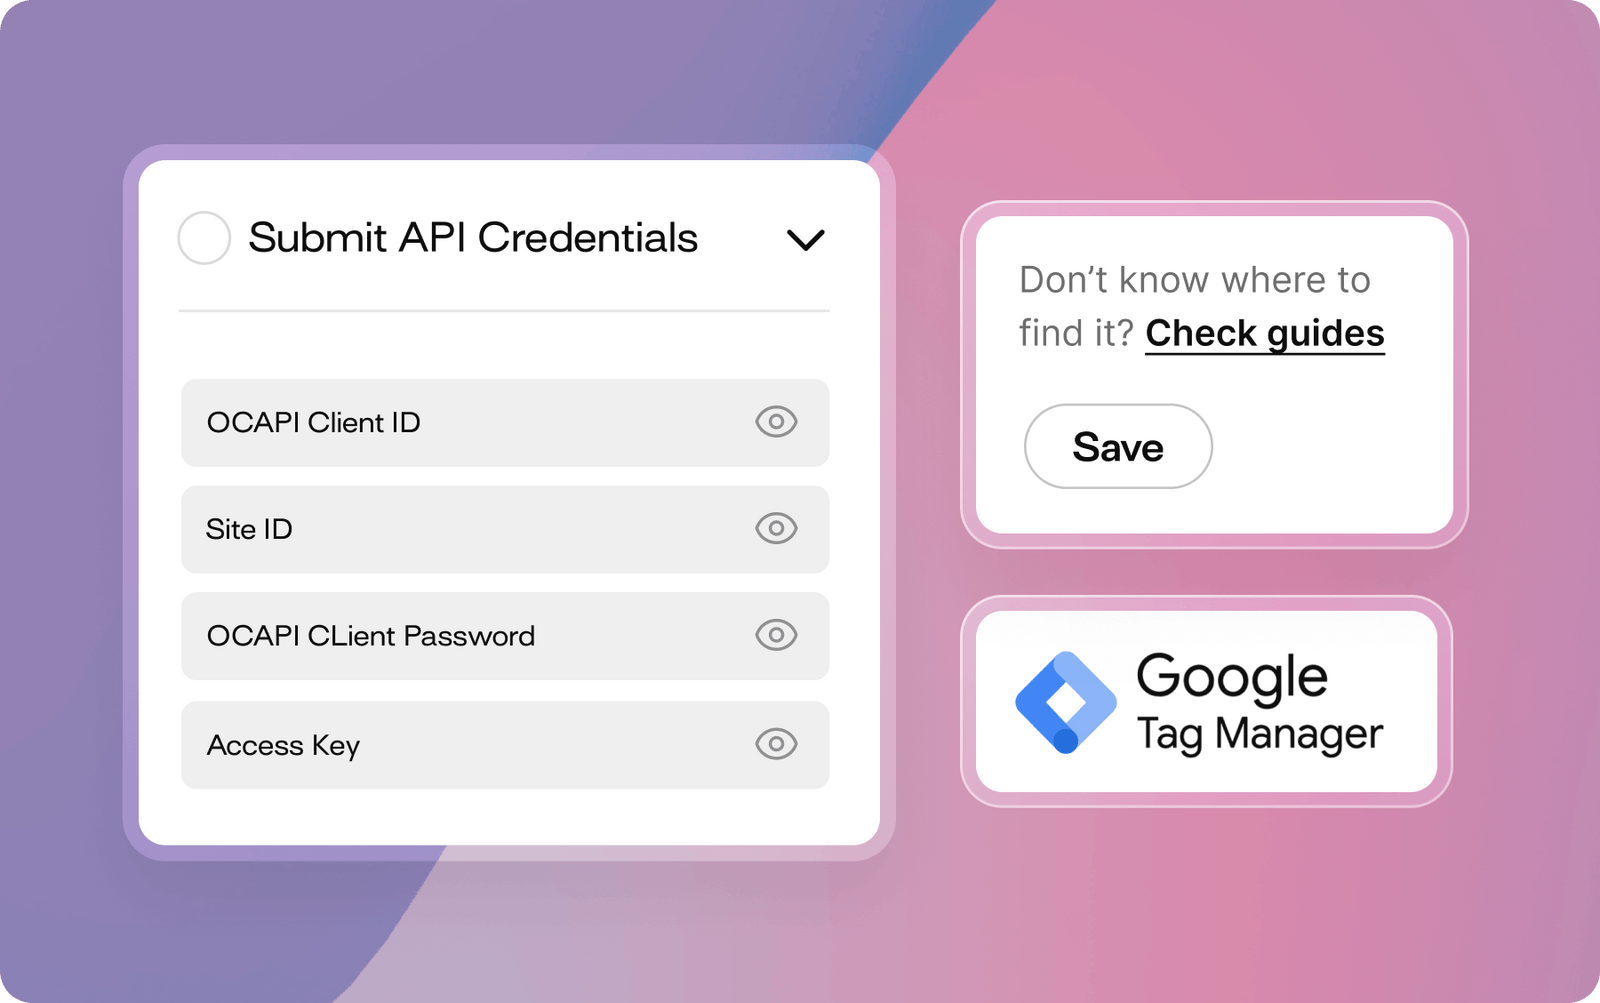 Submit API Credentials
OCAPI Client ID
Site ID
OCAPI CLient Password
Access Key
Don’t know where to
find it? Check guides
Save
Google
Tag Manager